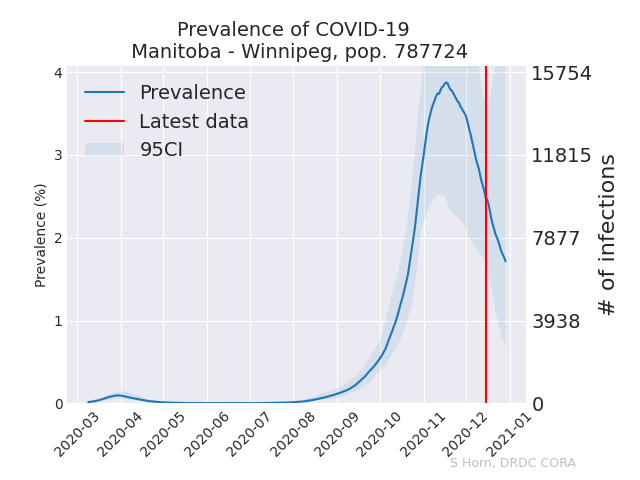 Prevalence of COVID-19
Manitoba - Winnipeg, pop. 787724
Prevalence
Latest data
95CI
Prevalence (%)
4
3
2
1
0
15754
11815
7877
3938
0
# of infections
2020-03
2020-04
2020-05
2020-06
2020-07
2020-08
2020-09
2020-10
2020-11
2020-12
2021-01
S Horn, DRDC CORA